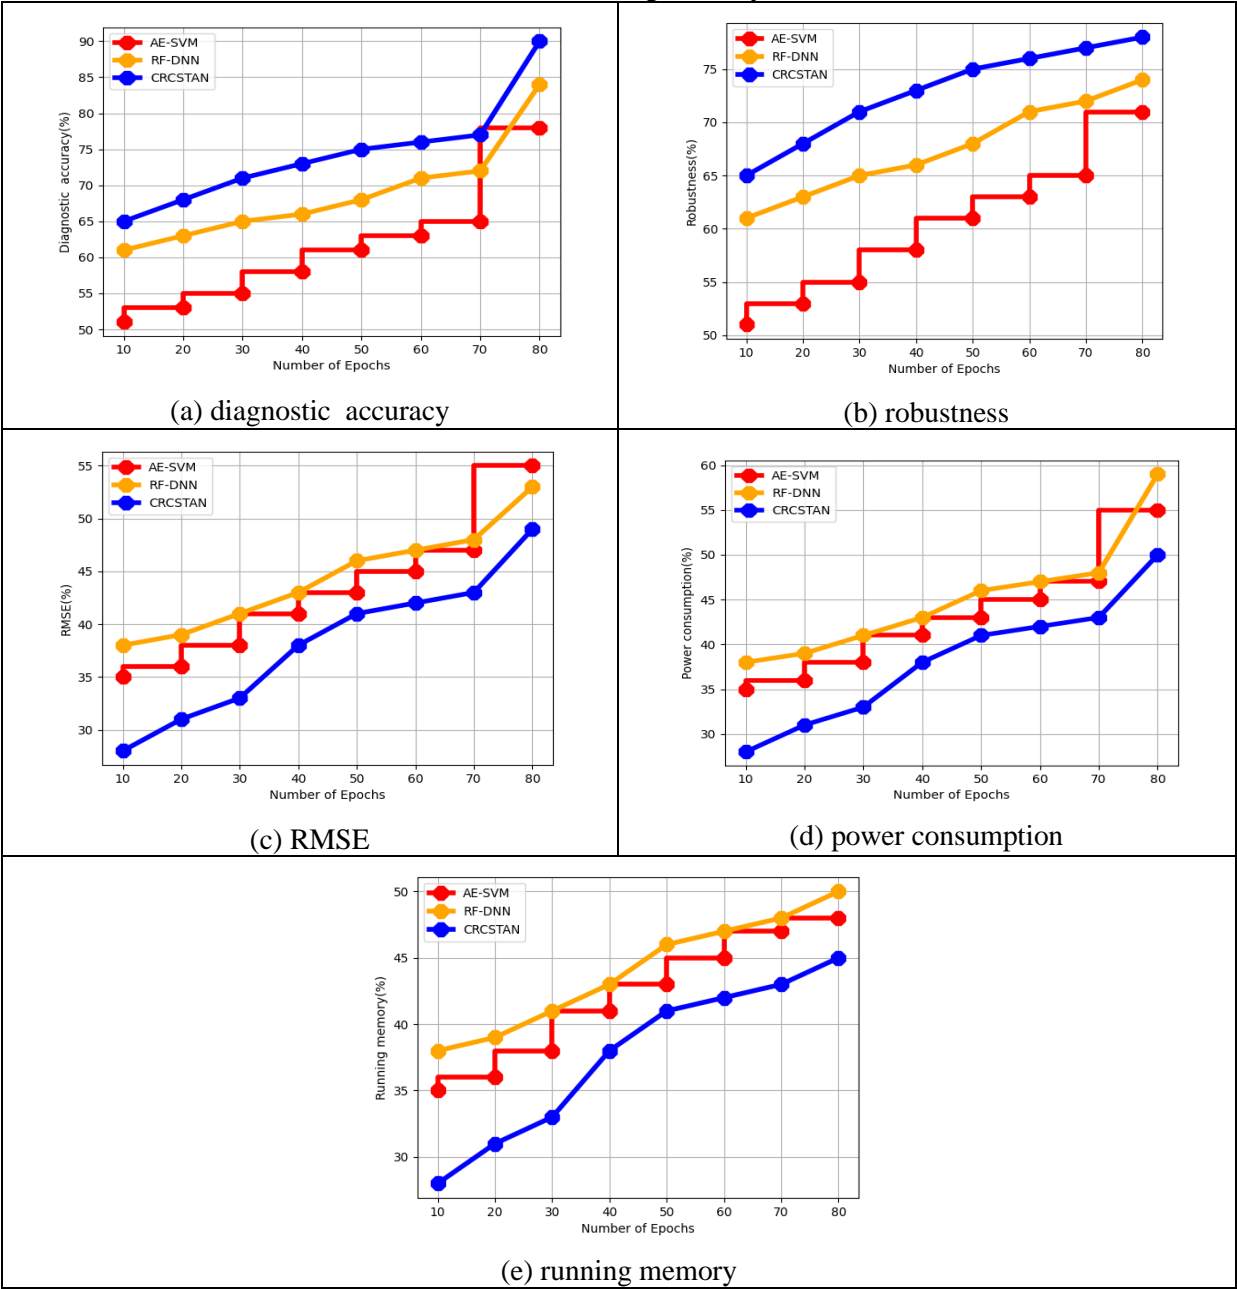 AE-SVM
RF-DNN
CRCSTAN
Diagnostic accuracy(%)
90
85
80
75
70
65
60
55
50
10 20 30 40 50 60 70 80
Number of Epochs
(a) diagnostic accuracy
AE-SVM
RF-DNN
CRCSTAN
Robustness(%)
75
70
65
60
55
50
10 20 30 40 50 60 70 80
Number of Epochs
(b) robustness
AE-SVM
RF-DNN
CRCSTAN
RMSE(%)
55
50
45
40
35
30
10 20 30 40 50 60 70 80
Number of Epochs
(c) RMSE
AE-SVM
RF-DNN
CRCSTAN
Power consumption(%)
60
55
50
45
40
35
30
10 20 30 40 50 60 70 80
Number of Epochs
(d) power consumption
AE-SVM
RF-DNN
CRCSTAN
Running memory(%)
50
45
40
35
30
10 20 30 40 50 60 70 80
Number of Epochs
(e) running memory